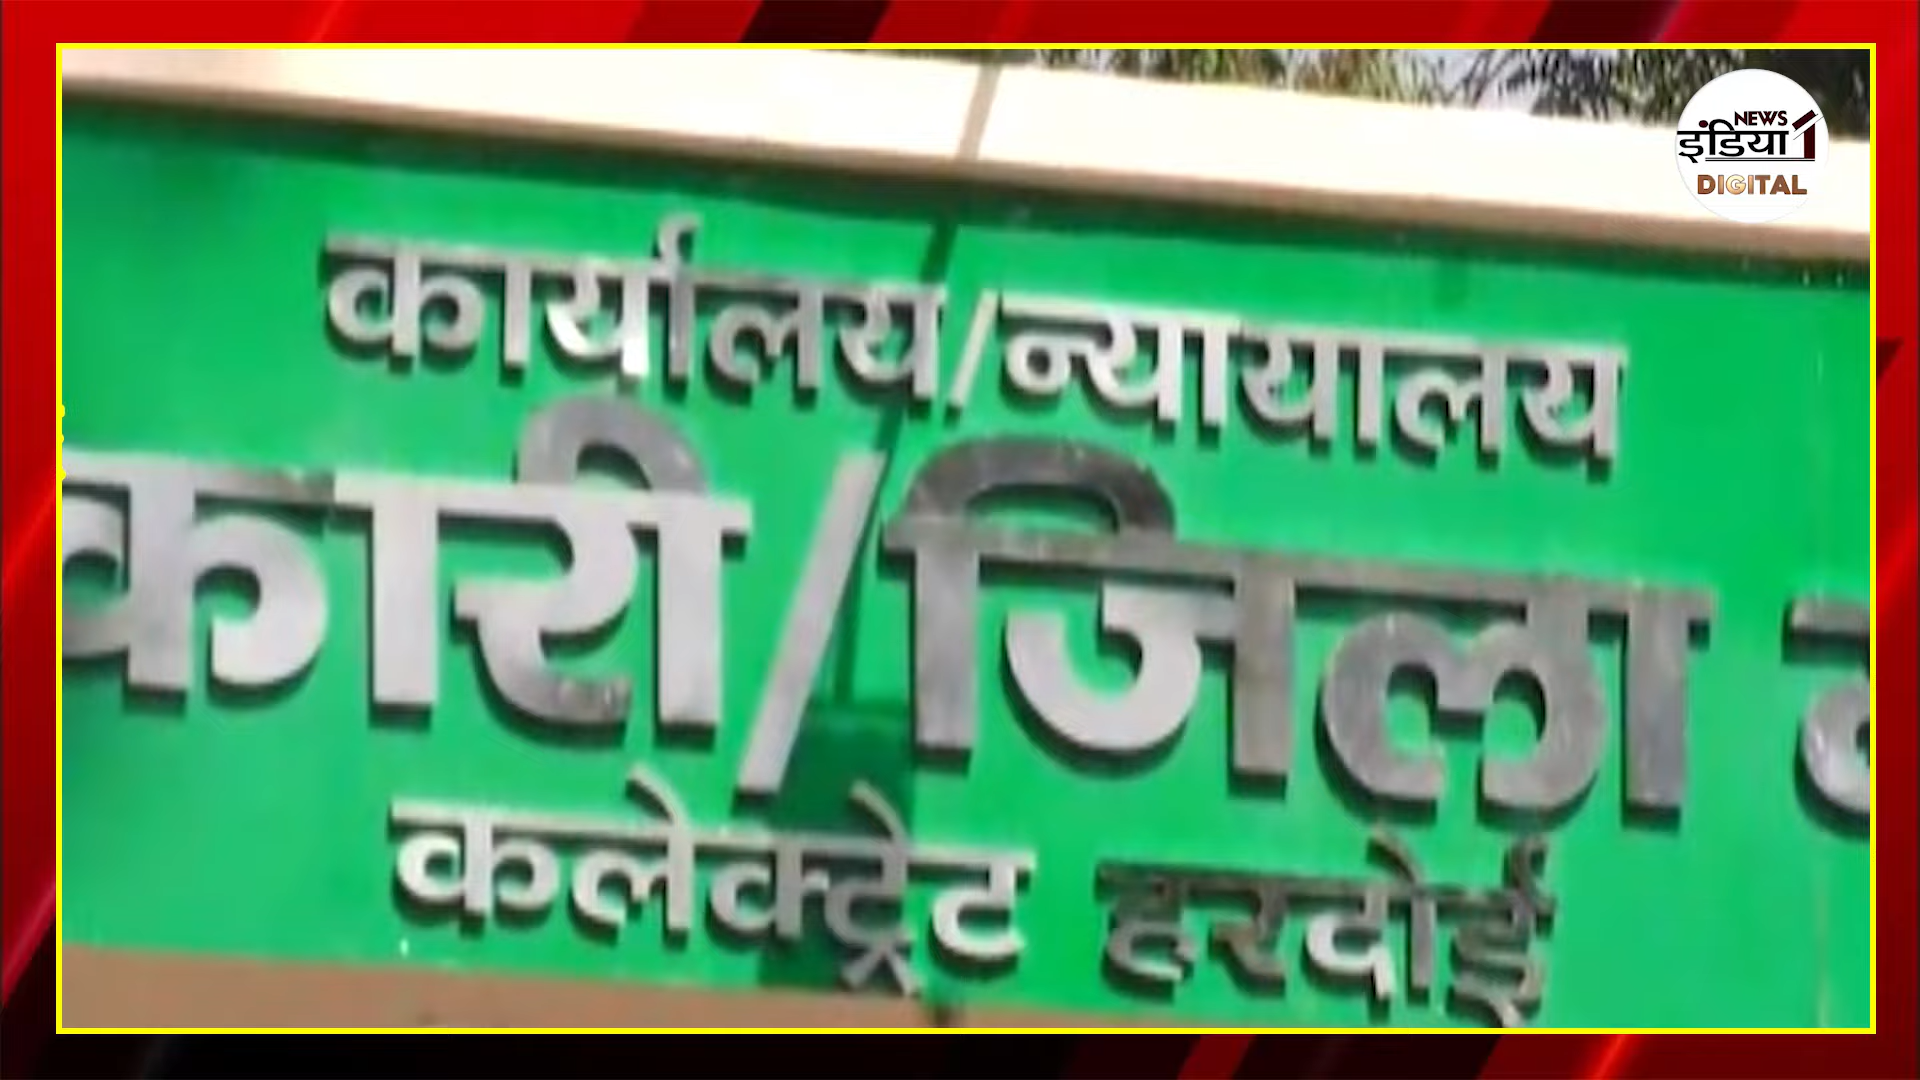 NEWS
इंडिया 1
DIGITAL
कार्यालय/न्यायालय
कारी/जिला
कलेक्ट्रेट हरदोई